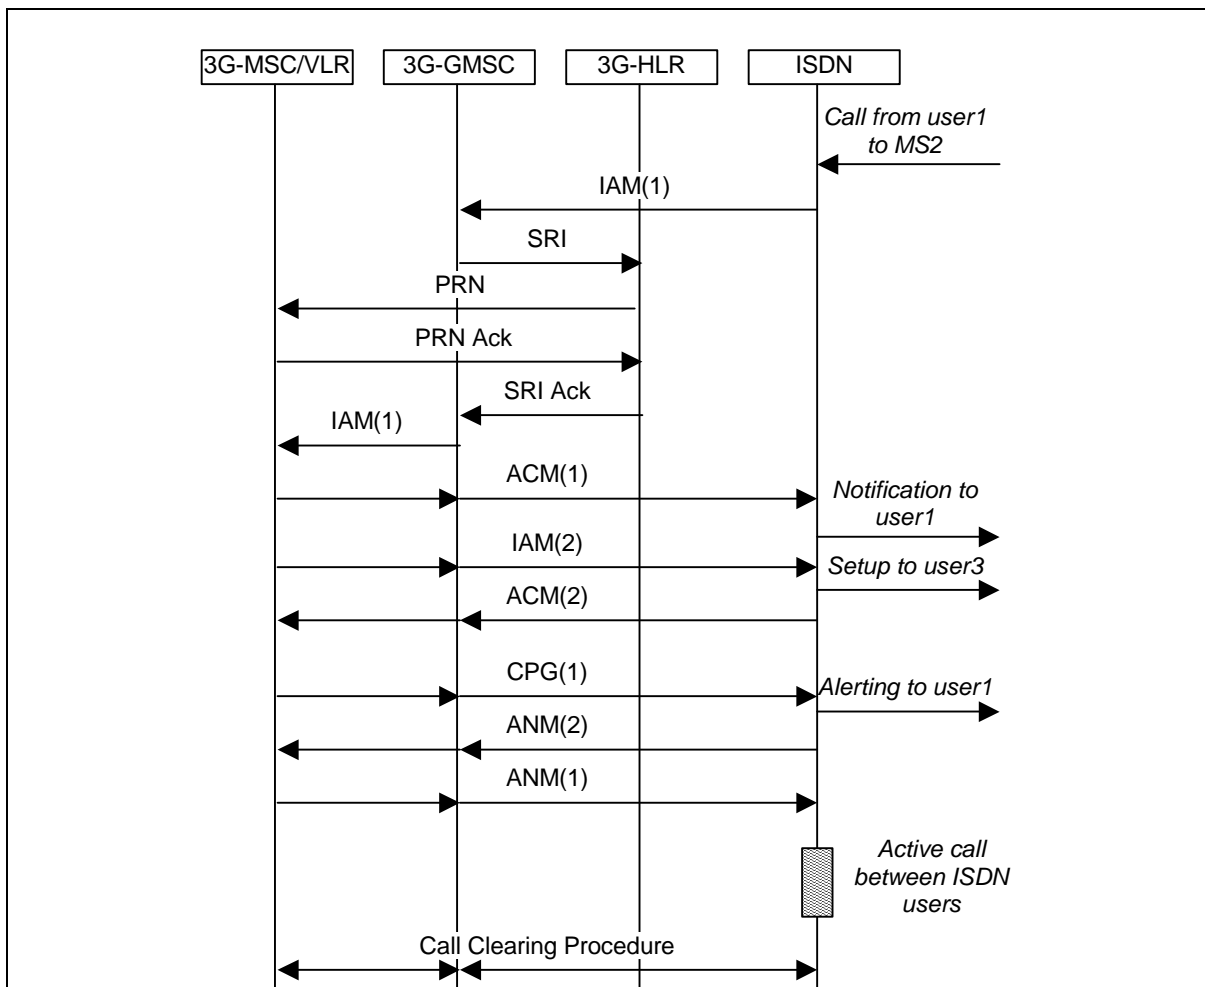 3G-MSC/VLR 3G-GMSC 3G-HLR ISDN
Call from user1
to MS2
IAM(1)
SRI
PRN
PRN Ack
SRI Ack
IAM(1)
ACM(1)
Notification to
user1
IAM(2)
Setup to user3
ACM(2)
CPG(1)
Alerting to user1
ANM(2)
ANM(1)
Active call
between ISDN
users
Call Clearing Procedure